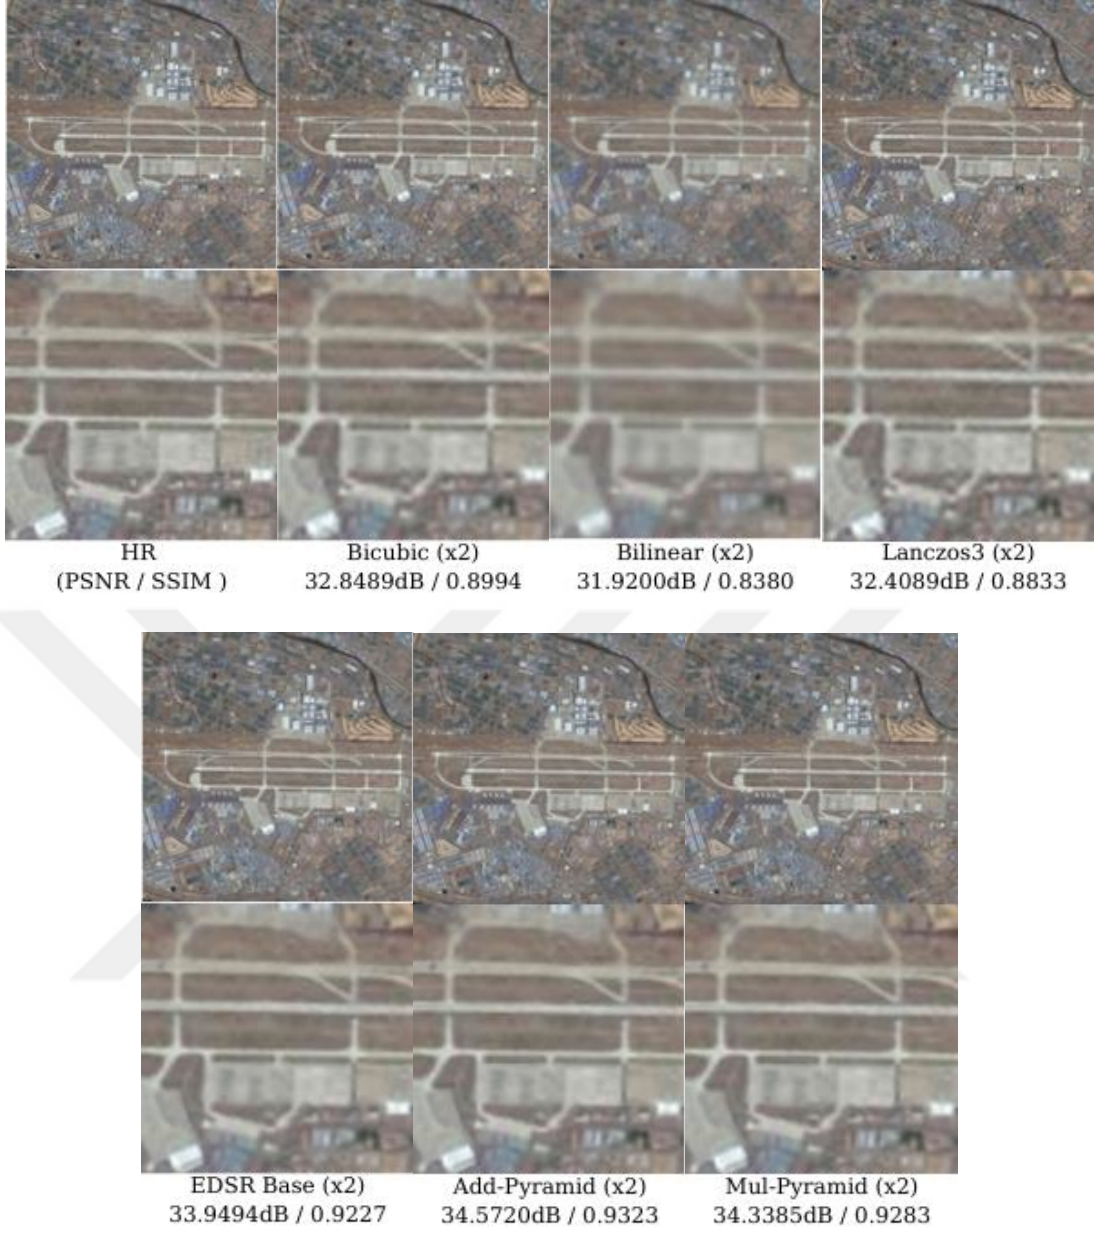 HR
(PSNR / SSIM )
Bicubic (x2)
32.8489dB / 0.8994
Bilinear (x2)
31.9200dB / 0.8380
Lanczos3 (x2)
32.4089dB / 0.8833
EDSR Base (x2)
33.9494dB / 0.9227
Add-Pyramid (x2)
34.5720dB / 0.9323
Mul-Pyramid (x2)
34.3385dB / 0.9283